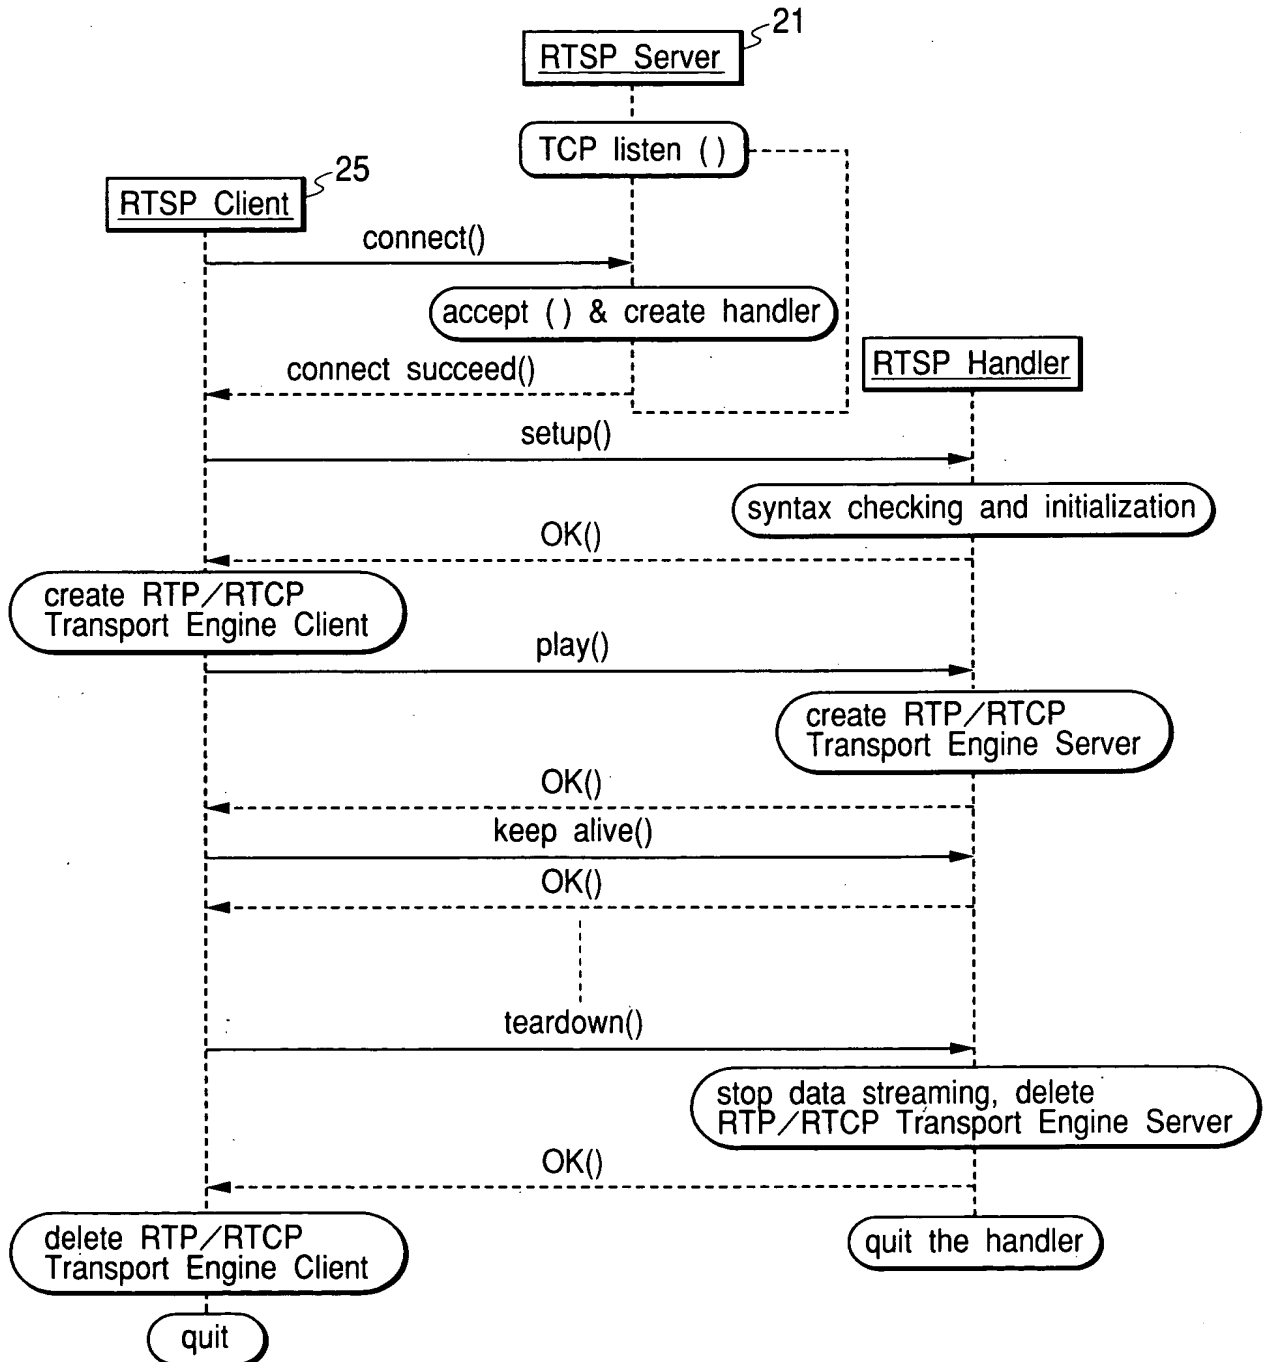 21
RTSP Server
TCP listen ( )
25
RTSP Client
connect()
accept ( ) & create handler
RTSP Handler
connect succeed()
setup()
syntax checking and initialization
OK()
create RTP/RTCP
Transport Engine Client
play()
create RTP/RTCP
Transport Engine Server
OK()
keep alive()
OK()
teardown()
stop data streaming, delete
RTP/RTCP Transport Engine Server
OK()
delete RTP/RTCP
Transport Engine Client
quit the handler
quit